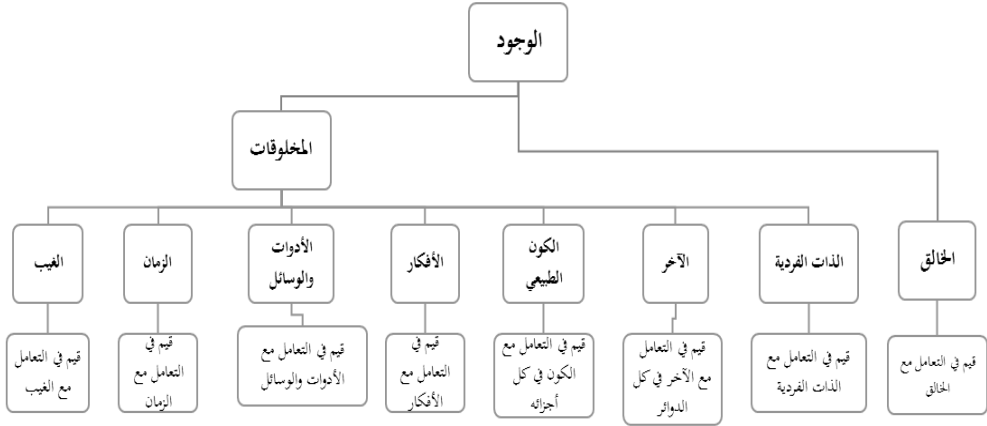 الوجود
المخلوقات
الخالق
الذات الفردية
الآخر
الكون
الطبيعي
الأفكار
الأدوات
والوسائل
الزمان
الغيب
قيم في التعامل مع
الخالق
قيم في التعامل مع
الذات الفردية
قيم في التعامل
مع الآخر في كل
الدوائر
قيم في التعامل مع
الكون في كل
أجزائه
قيم في
التعامل مع
الأفكار
قيم في التعامل مع
الأدوات والوسائل
قيم في
التعامل مع
الزمان
قيم في التعامل
مع الغيب